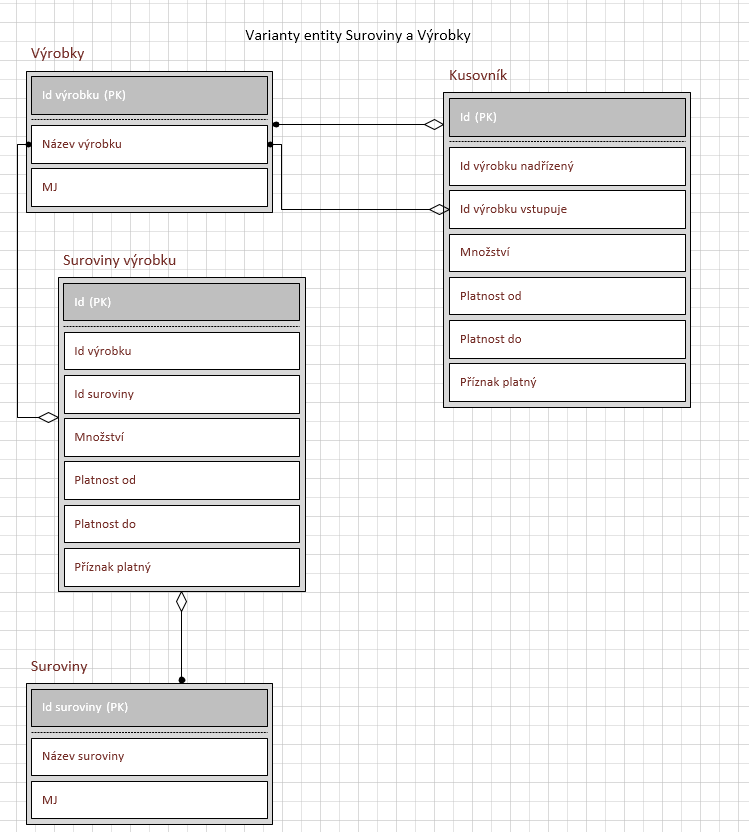 Varianty entity Suroviny a Výrobky
Výrobky
Id výrobku (PK)
Název výrobku
MJ
Kusovník
Id (PK)
Id výrobku nadřízený
Id výrobku vstupuje
Množství
Platnost od
Platnost do
Příznak platný
Suroviny výrobku
Id (PK)
Id výrobku
Id suroviny
Množství
Platnost od
Platnost do
Příznak platný
Suroviny
Id suroviny (PK)
Název suroviny
MJ